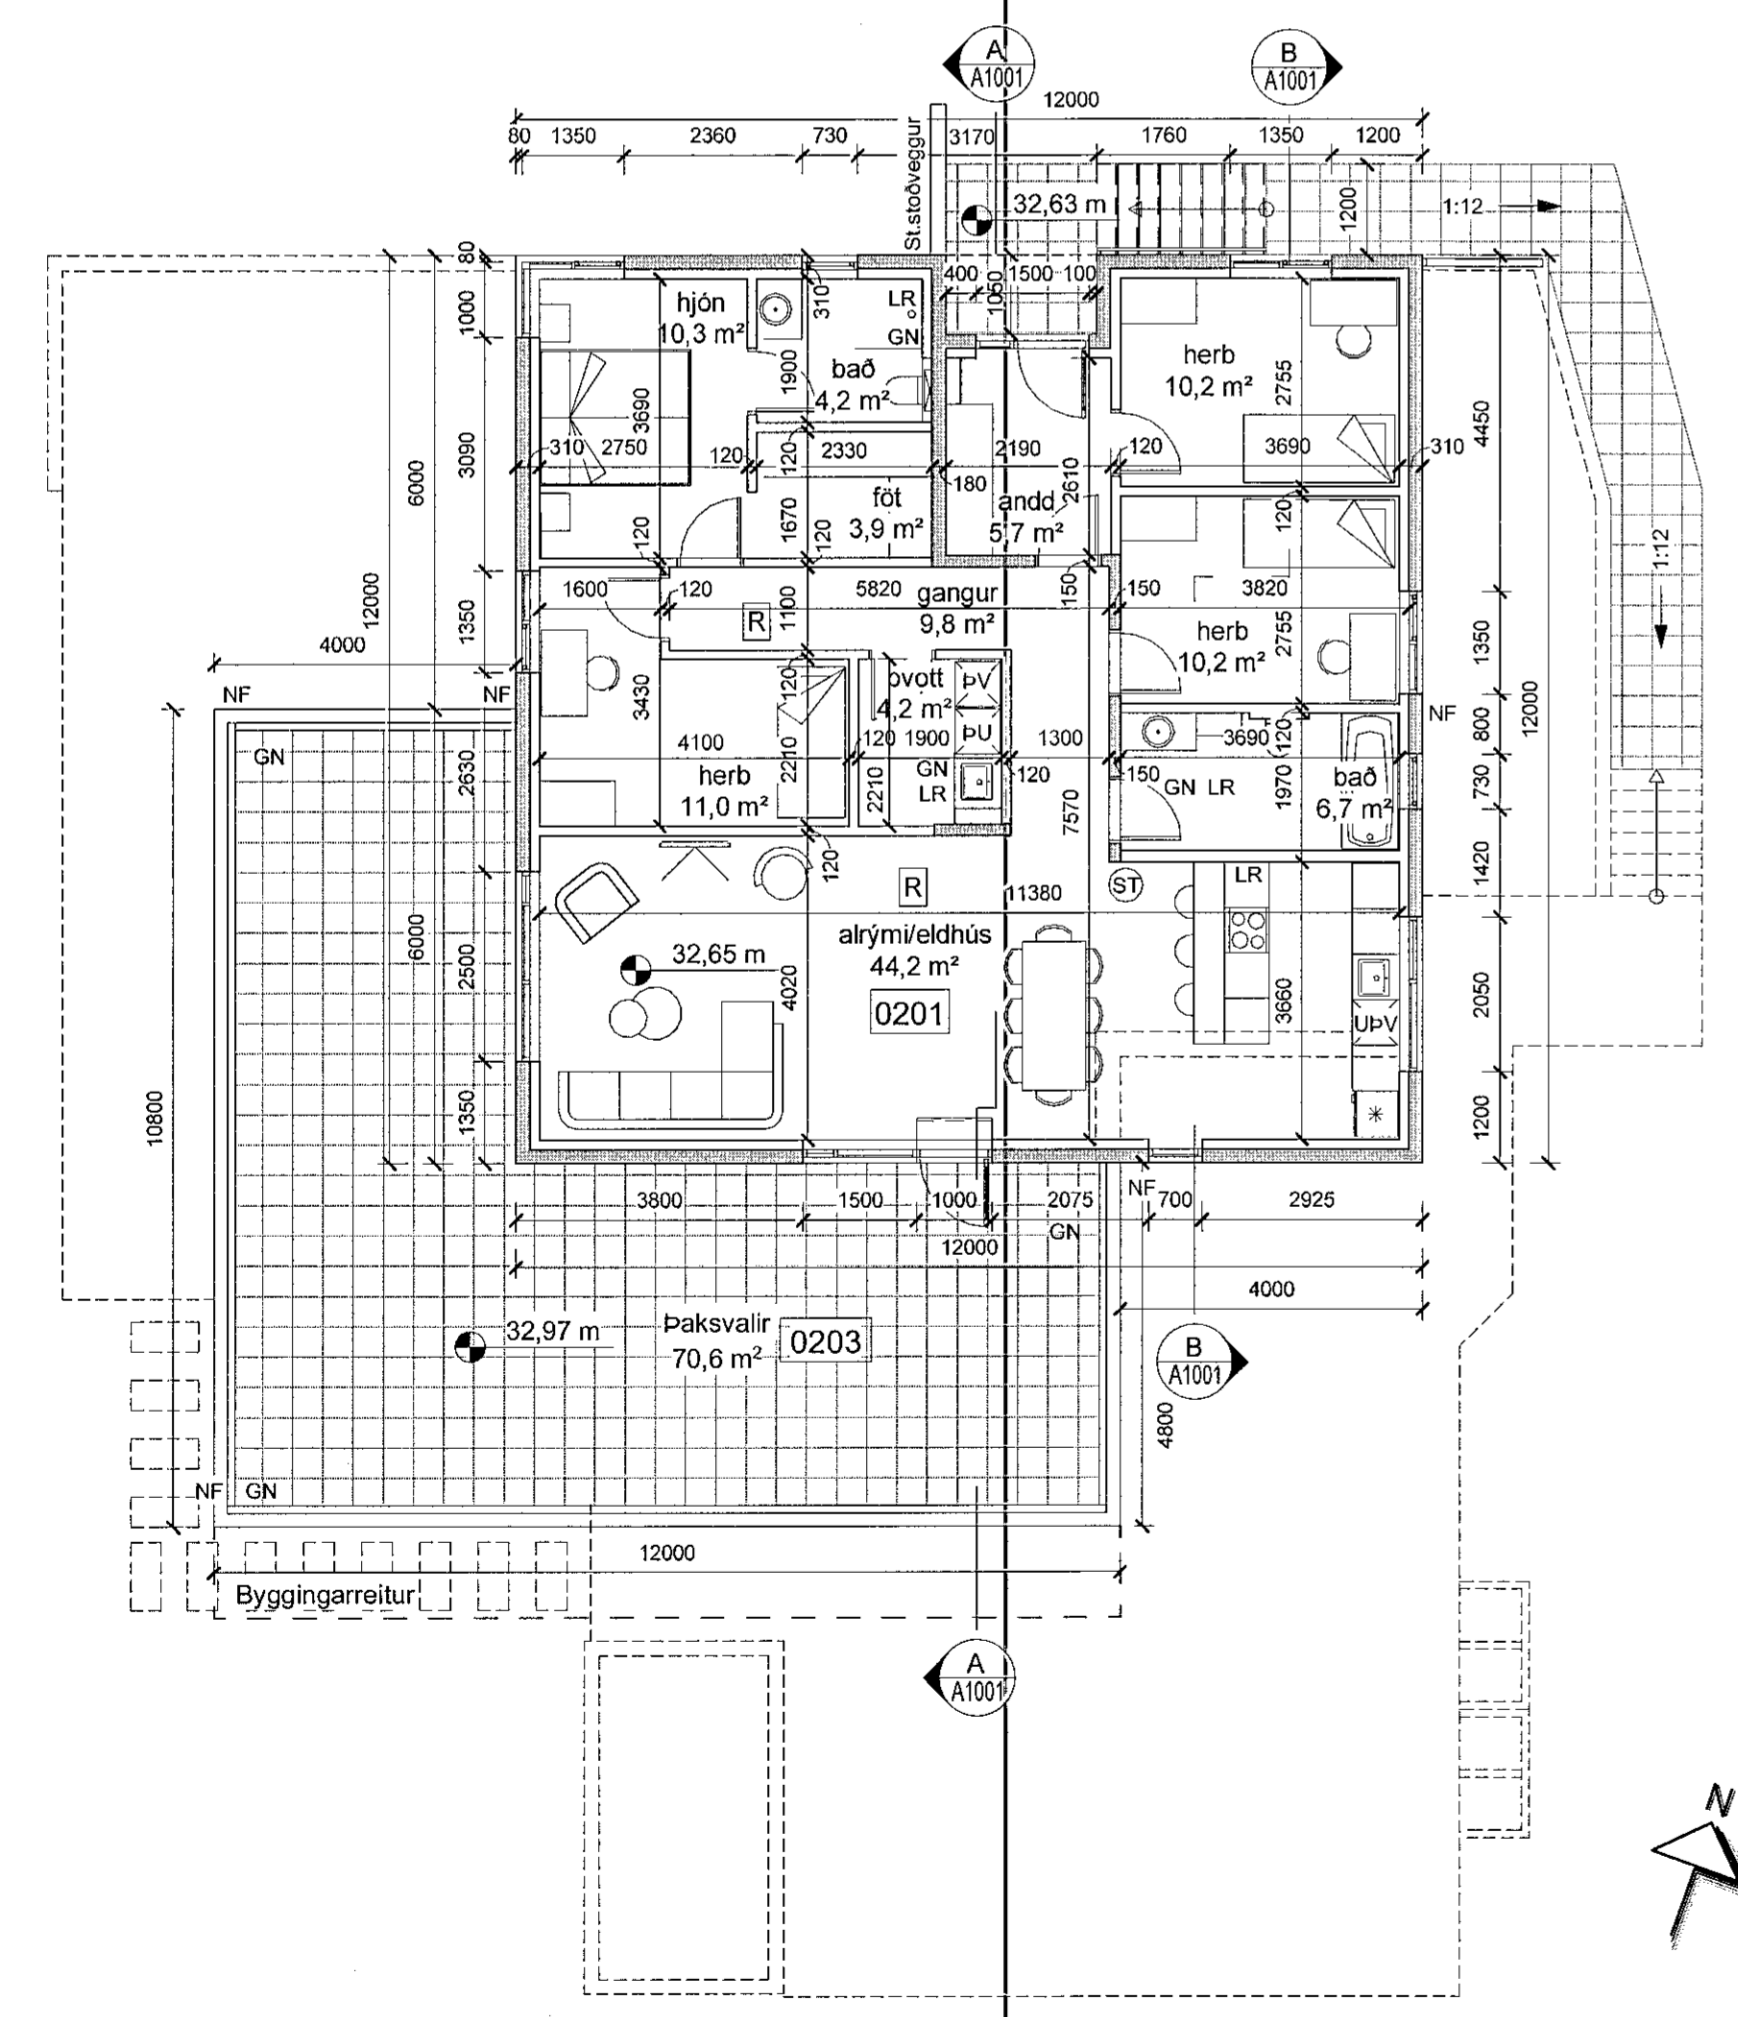 A
A1001
B
A1001
12000
80 1350 2360 730 3170 1760 1350 1200
St.stoðveggur
32,63 m
1200
1:12
80
400 1500 100
1050
310
hjón
10,3 m²
LR
GN
1000
bað
4,2 m²
1900
3690
herb
10,2 m²
2755
4450
3090
6000
310 2750 120 120 2330 2190 120 3690 310
180
2610
föt
3,9 m²
andd
5,7 m²
1670
120
120
120
1:12
12000
1600 120 5820 150 150 3820
1100
gangur
9,8 m²
R
herb
10,2 m²
2755
1350
1350
4000
NF
NF
3430
120
þvott
4,2 m²
ÞV
ÞU
NF
800
12000
GN
4100 120 1900 1300 3690 120
2210
herb
11,0 m²
2210
GN
LR
120
150
GN LR
1970
bað
6,7 m²
730
2630
7570
120
R
ST
LR
1420
11380
alrými/eldhús
44,2 m²
32,65 m
0201
4020
3660
UÞV
2050
6000
2500
10800
1350
1200
3800 1500 1000 2075 NF 700 2925
GN
12000
4000
32,97 m
Þaksvalir
70,6 m²
0203
B
A1001
4800
NF GN
12000
Byggingarreitur
A
A1001
N